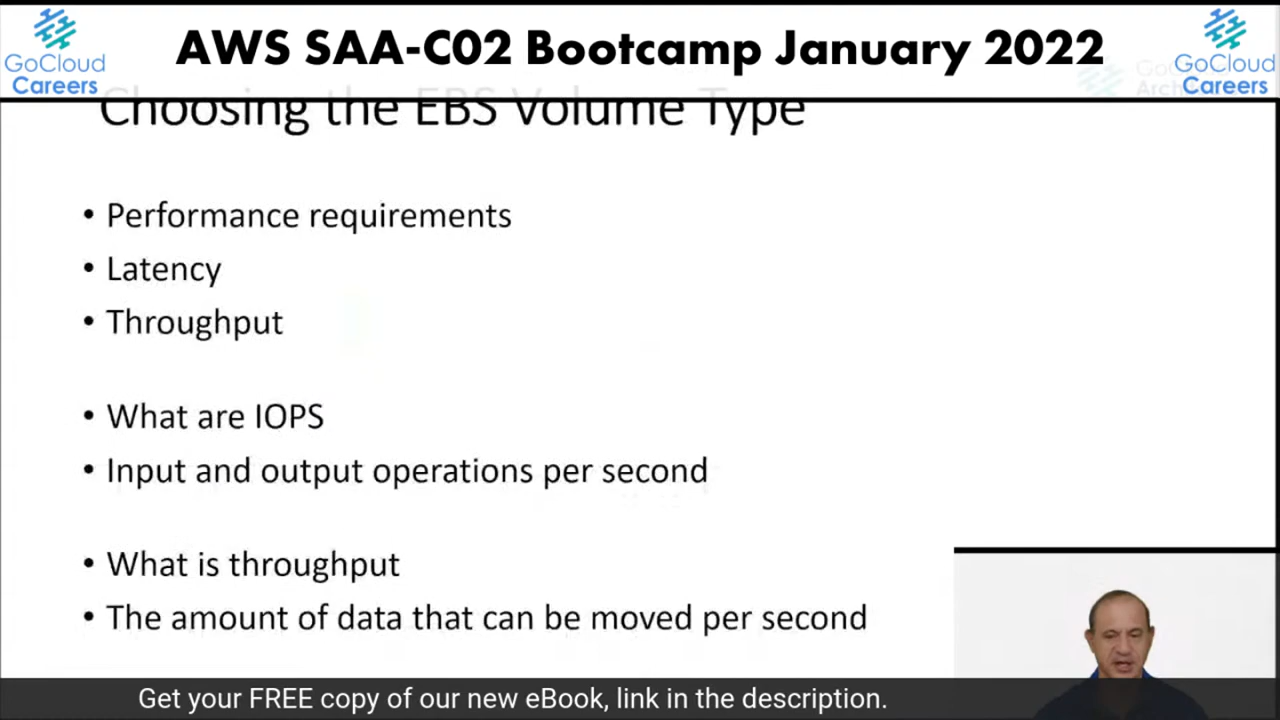 AWS SAA-C02 Bootcamp January 2022
GoCloud
Careers
GoCloud
Careers
Choosing the EBS Volume Type
• Performance requirements
• Latency
• Throughput
• What are IOPS
• Input and output operations per second
• What is throughput
• The amount of data that can be moved per second
Get your FREE copy of our new eBook, link in the description.